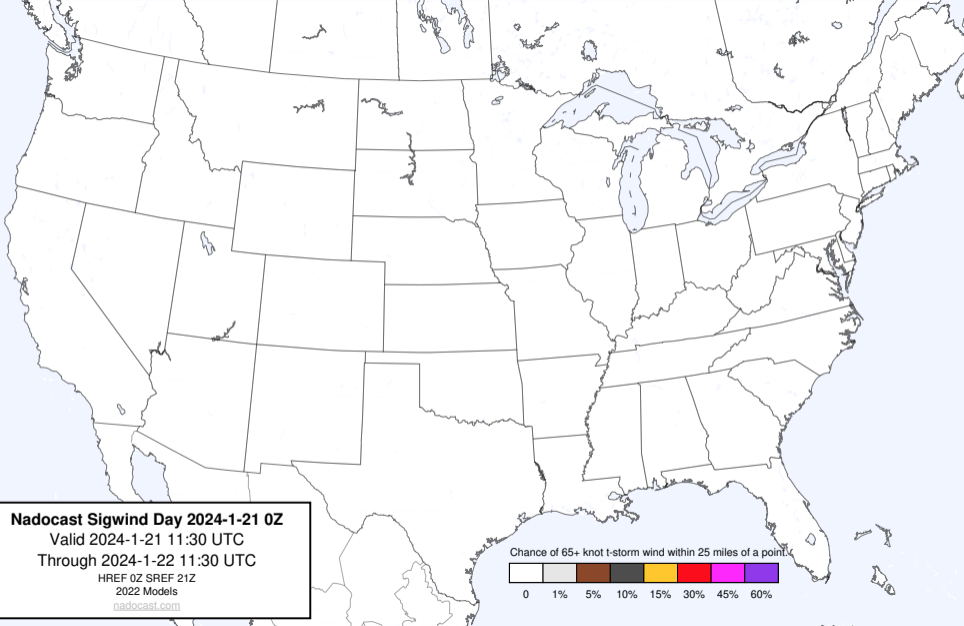 Nadocast Sigwind Day 2024-1-21 0Z
Valid 2024-1-21 11:30 UTC
Through 2024-1-22 11:30 UTC
HREF 0Z SREF 21Z
2022 Models
nadocast.com
Chance of 65+ knot t-storm wind within 25 miles of a point.
0 1% 5% 10% 15% 30% 45% 60%